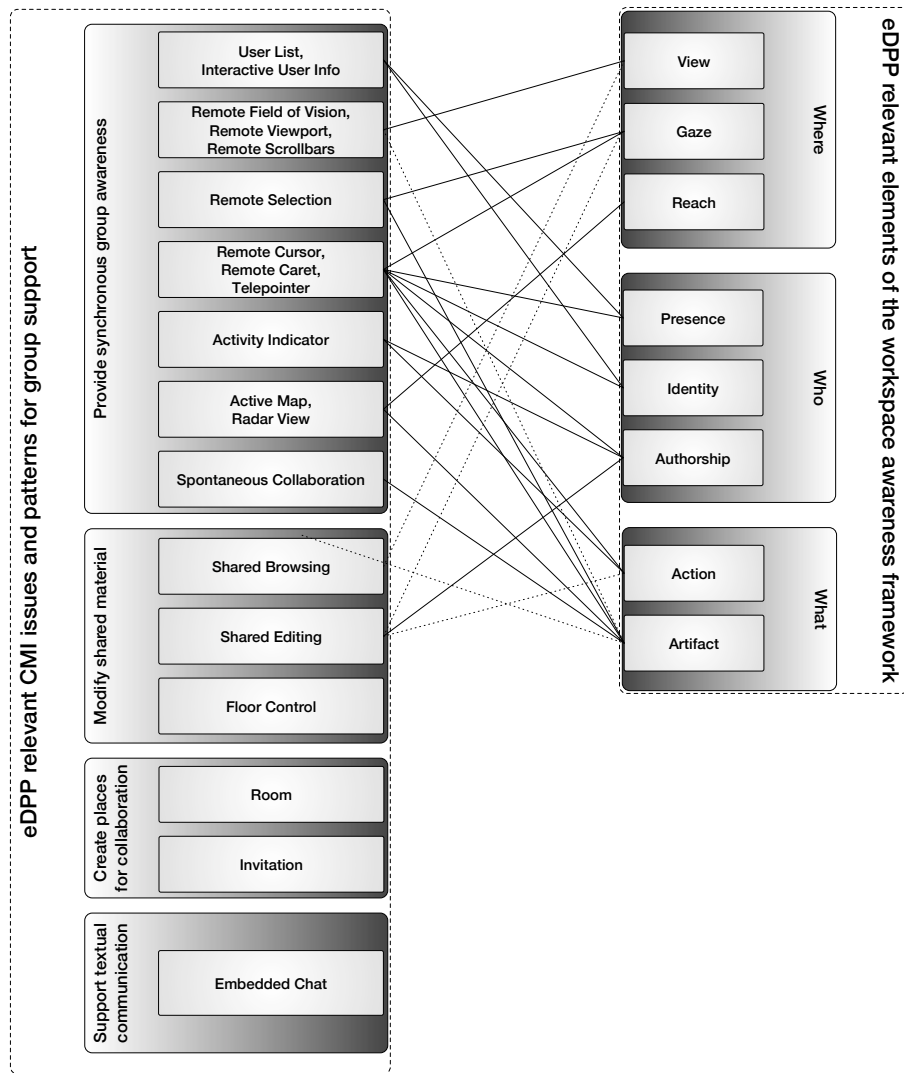 eDPP relevant CMI issues and patterns for group support
Provide synchronous group awareness
User List,
Interactive User Info
Remote Field of Vision,
Remote Viewport,
Remote Scrollbars
Remote Selection
Remote Cursor,
Remote Caret,
Telepointer
Activity Indicator
Active Map,
Radar View
Spontaneous Collaboration
Modify shared material
Shared Browsing
Shared Editing
Floor Control
Create places
for collaboration
Room
Invitation
Support textual
communication
Embedded Chat
eDPP relevant elements of the workspace awareness framework
Where
View
Gaze
Reach
Who
Presence
Identity
Authorship
What
Action
Artifact